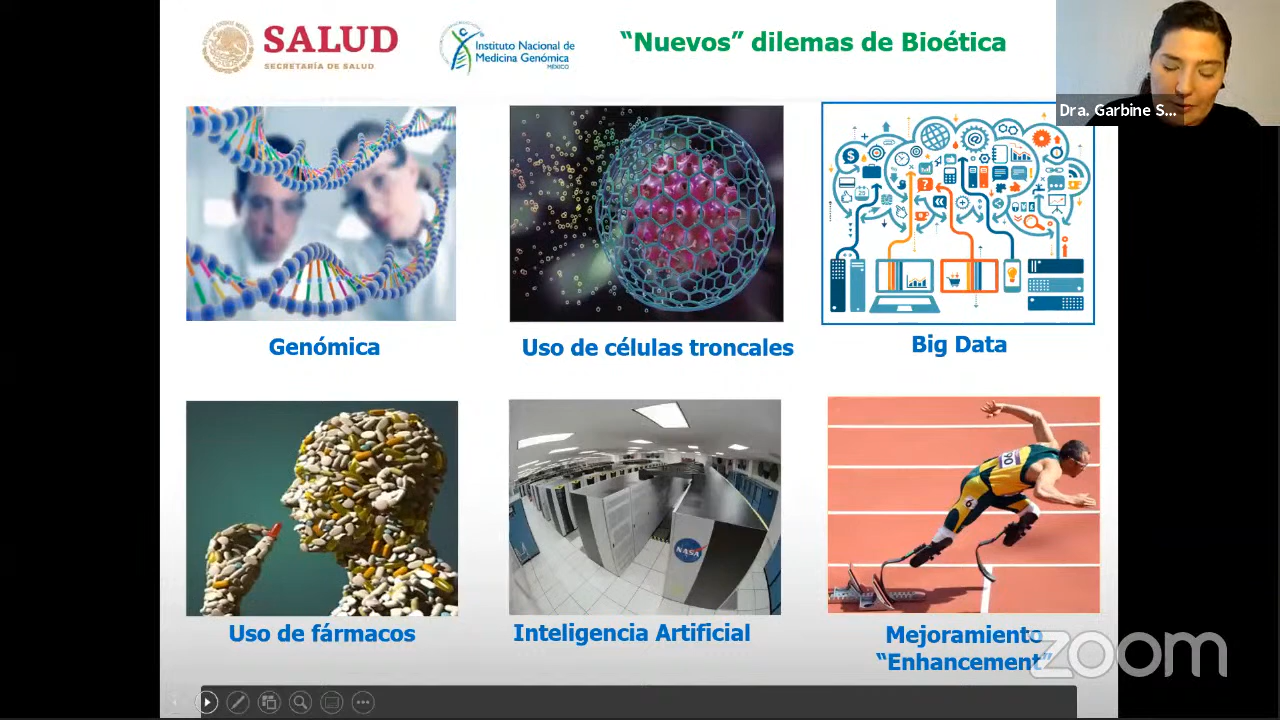 SALUD
SECRETARÍA DE SALUD
Instituto Nacional de
Medicina Genómica
MÉXICO
“Nuevos” dilemas de Bioética
Dra. Garbine S...
Genómica
Uso de células troncales
Big Data
NASA
Uso de fármacos
Inteligencia Artificial
Mejoramiento
“Enhancement”
zoom